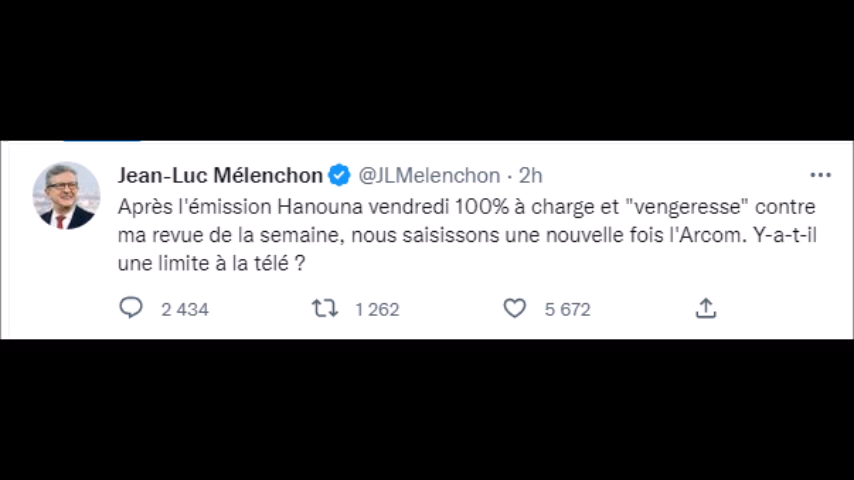 Jean-Luc Mélenchon @JLMelenchon · 2h
Après l'émission Hanouna vendredi 100% à charge et "vengeresse" contre
ma revue de la semaine, nous saisissons une nouvelle fois l'Arcom. Y-a-t-il
une limite à la télé ?
2 434 1 262 5 672